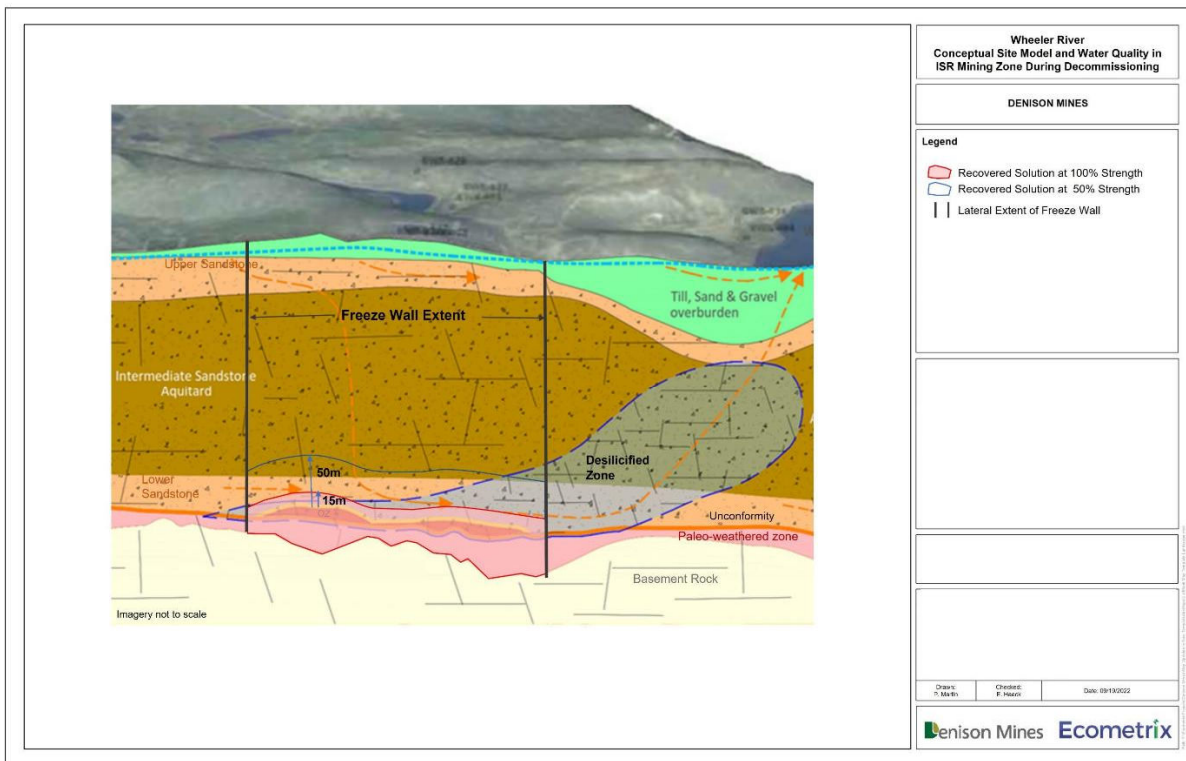 Wheeler River
Conceptual Site Model and Water Quality in
ISR Mining Zone During Decommissioning
DENISON MINES
Legend
Recovered Solution at 100% Strength
Recovered Solution at 50% Strength
Lateral Extent of Freeze Wall
Upper Sandstone
Till, Sand & Gravel
overburden
Freeze Wall Extent
Intermediate Sandstone
Aquitard
50m
Desilicified
Zone
Lower
Sandstone
15m
Unconformity
Paleo-weathered zone
Basement Rock
Imagery not to scale
Drawn:
P. Martin
Checked:
Date: 09/19/2022
Denison Mines
Ecometrix